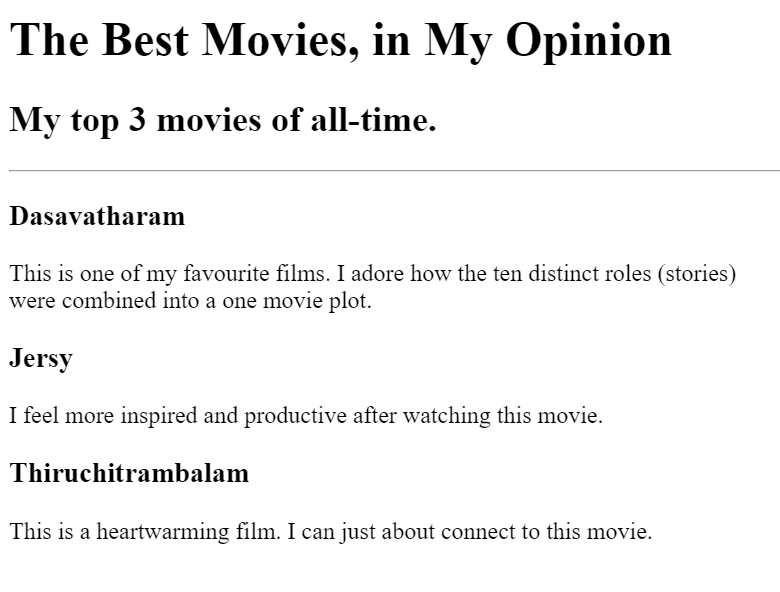 The Best Movies, in My Opinion
My top 3 movies of all-time.
Dasavatharam
This is one of my favourite films. I adore how the ten distinct roles (stories)
were combined into a one movie plot.
Jersy
I feel more inspired and productive after watching this movie.
Thiruchitrambalam
This is a heartwarming film. I can just about connect to this movie.